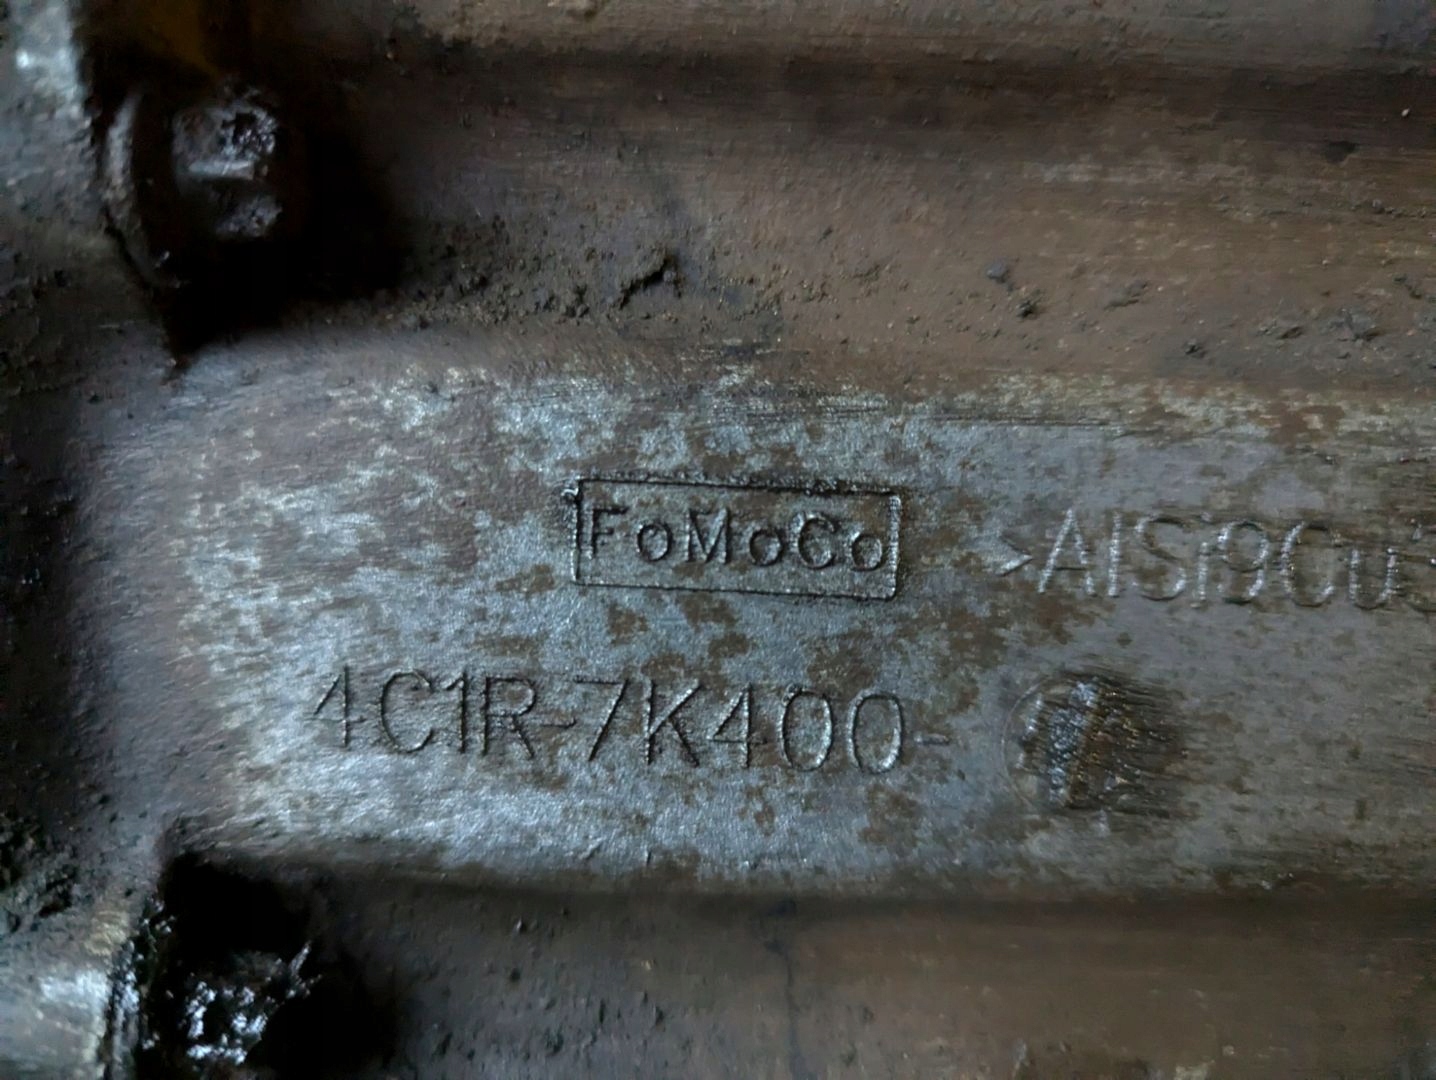 FoMoCo >AlSi9Cu
4C1R-7K400-